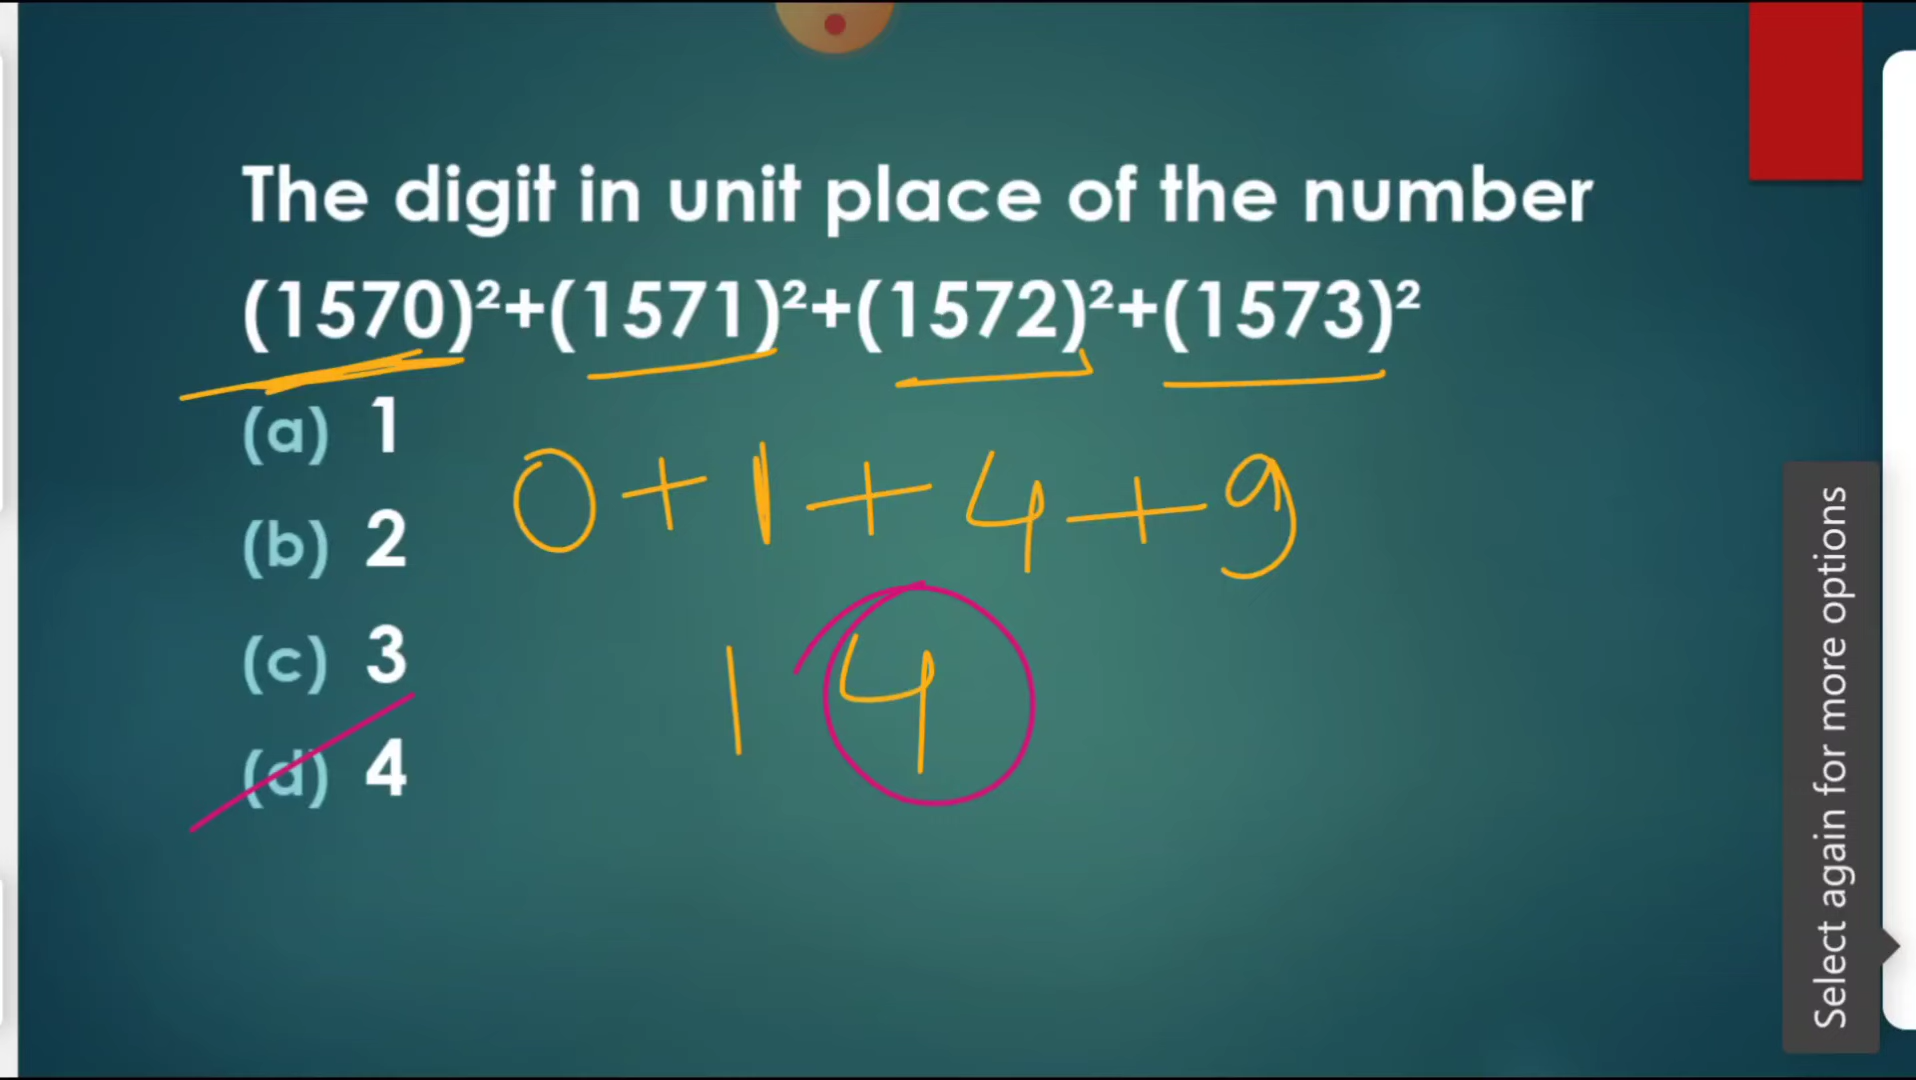 The digit in unit place of the number
(1570)²+(1571)²+(1572)²+(1573)²
(a) 1
(b) 2
(c) 3
(d) 4
0+1+4+9
14
Select again for more options